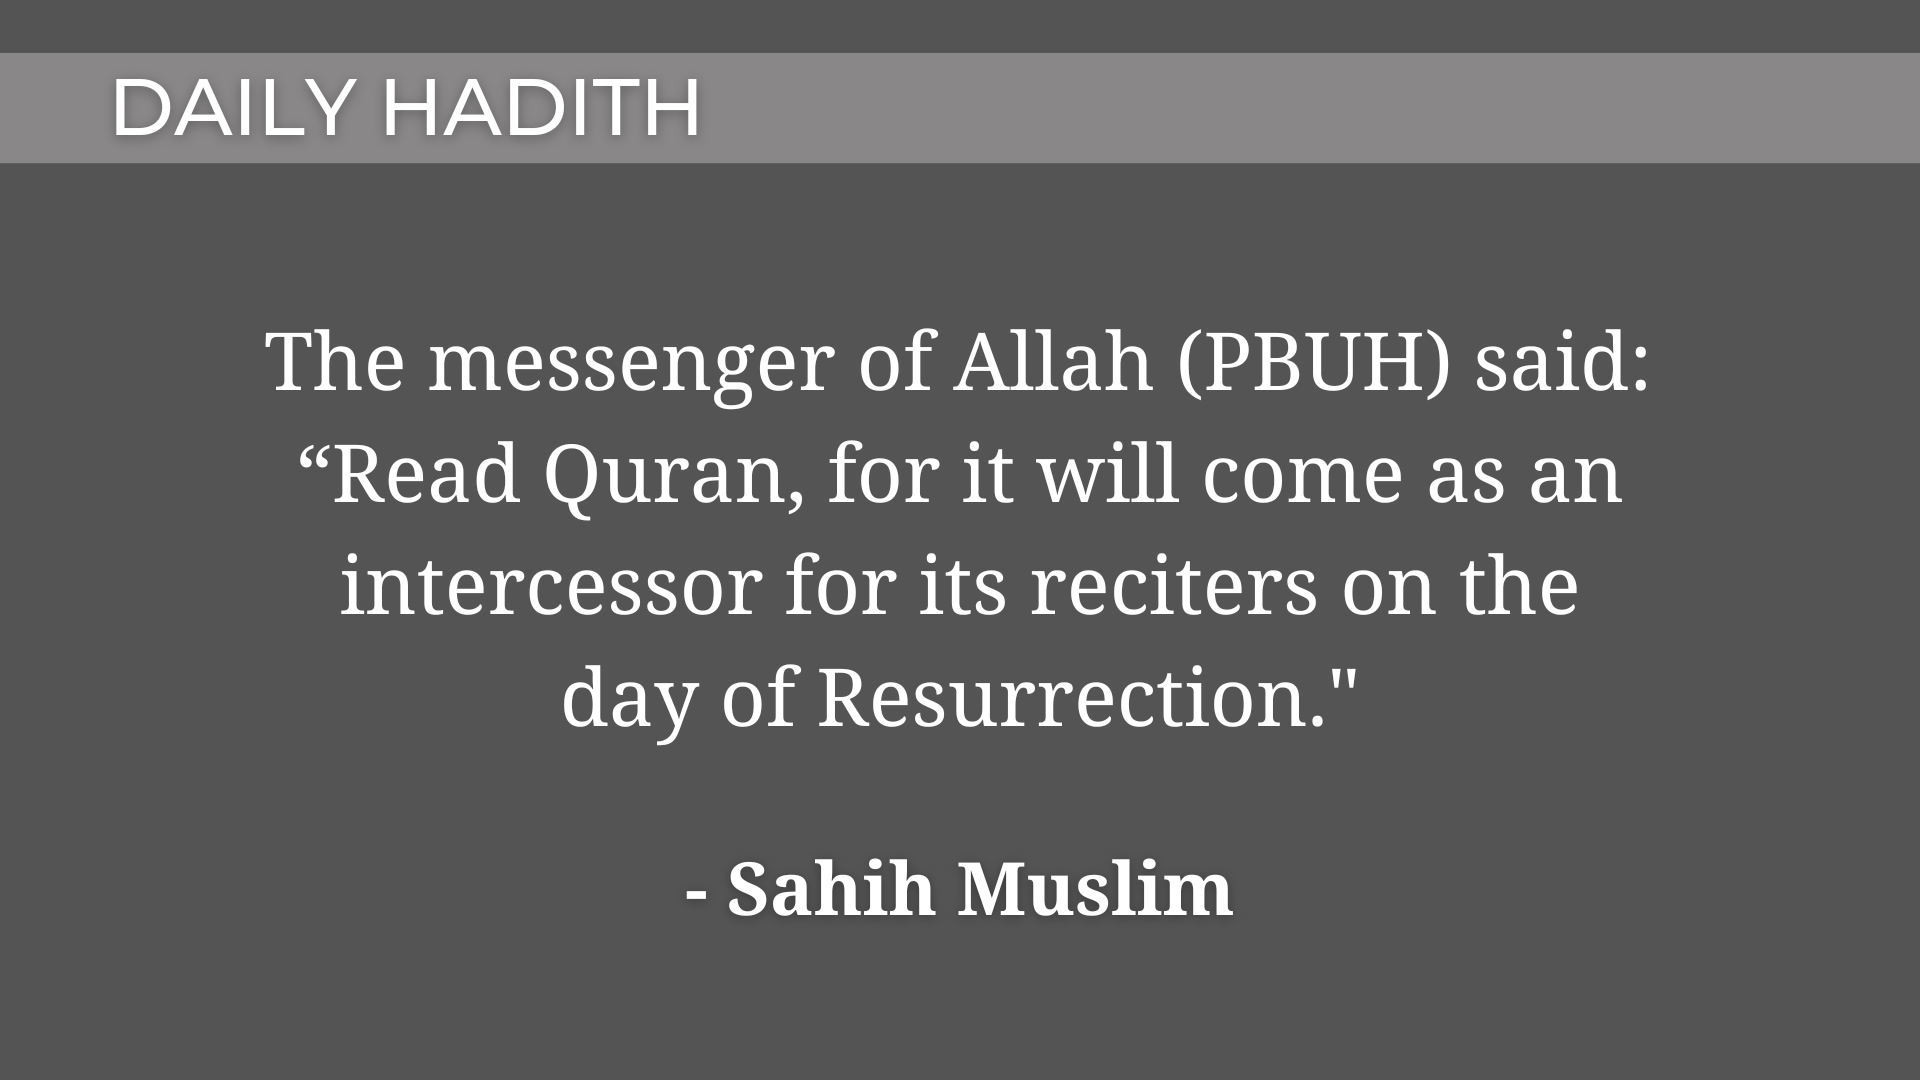 DAILY HADITH
The messenger of Allah (PBUH) said:
“Read Quran, for it will come as an
intercessor for its reciters on the
day of Resurrection."
- Sahih Muslim